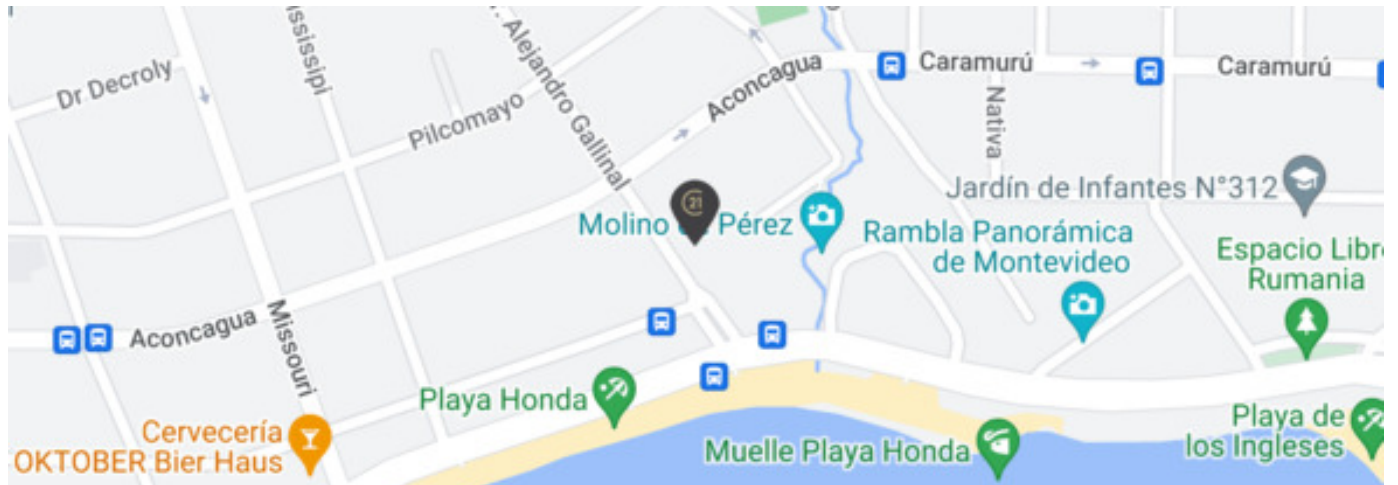 ississipi
. Alejandro Gallinal
Dr Decroly
Pilcomayo
Aconcagua
Caramurú
Caramurú
Nativa
Jardín de Infantes N°312
21
Molino
Pérez
Rambla Panorámica
de Montevideo
Espacio Libre
Rumania
Aconcagua
Missouri
Playa Honda
Cervecería
OKTOBER Bier Haus
Muelle Playa Honda
Playa de
los Ingleses